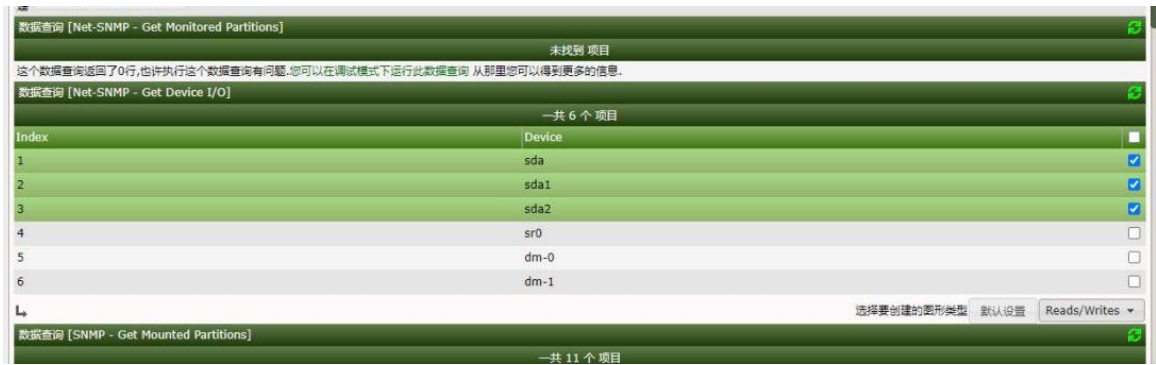 数据查询 [Net-SNMP - Get Monitored Partitions]
未找到 项目
这个数据查询返回了0行,也许执行这个数据查询有问题.您可以在调试模式下运行此数据查询 从那里您可以得到更多的信息.
数据查询 [Net-SNMP - Get Device I/O]
一共 6 个 项目
Index Device
1 sda
2 sda1
3 sda2
4 sr0
5 dm-0
6 dm-1
选择要创建的图形类型 默认设置 Reads/Writes
数据查询 [SNMP - Get Mounted Partitions]
一共 11 个 项目